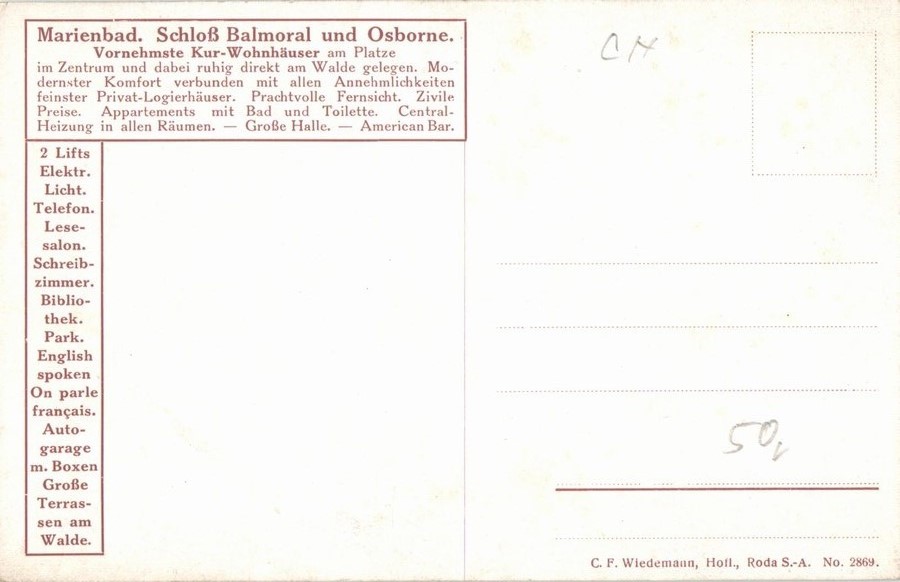 Marienbad. Schloß Balmoral und Osborne.
Vornehmste Kur-Wohnhäuser am Platze
im Zentrum und dabei ruhig direkt am Walde gelegen. Mo-
dernster Komfort verbunden mit allen Annehmlichkeiten
feinster Privat-Logierhäuser. Prachtvolle Fernsicht. Zivile
Preise. Appartements mit Bad und Toilette. Central-
Heizung in allen Räumen. — Große Halle. — American Bar.
2 Lifts
Elektr.
Licht.
Telefon.
Lese-
salon.
Schreib-
zimmer.
Biblio-
thek.
Park.
English
spoken
On parle
français.
Auto-
garage
m. Boxen
Große
Terras-
sen am
Walde.
CH
50,
C. F. Wiedemann, Hofl., Roda S.-A. No. 2869.